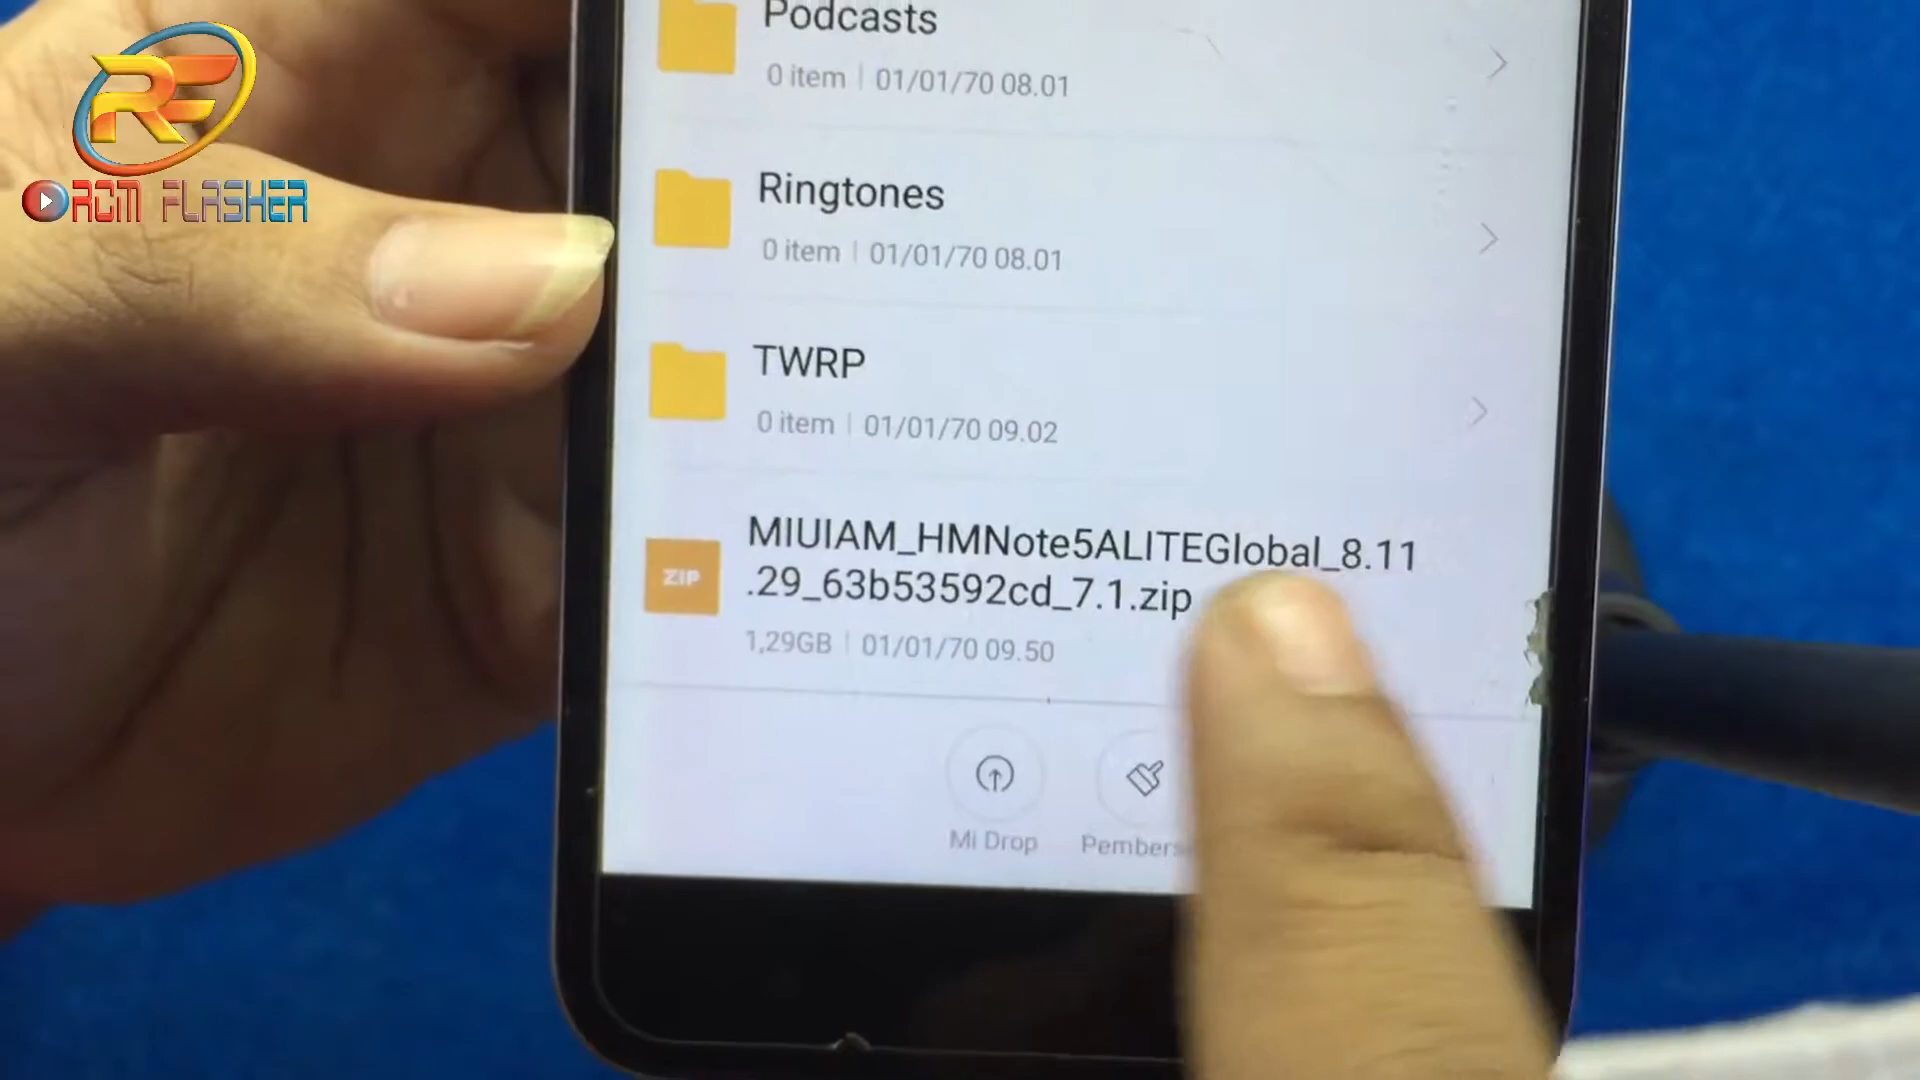 RF
ROM FLASHER
Podcasts
0 item | 01/01/70 08.01
Ringtones
0 item | 01/01/70 08.01
TWRP
0 item | 01/01/70 09.02
ZIP
MIUIAM_HMNote5ALITEGlobal_8.11
.29_63b53592cd_7.1.zip
1,29GB | 01/01/70 09.50
Mi Drop